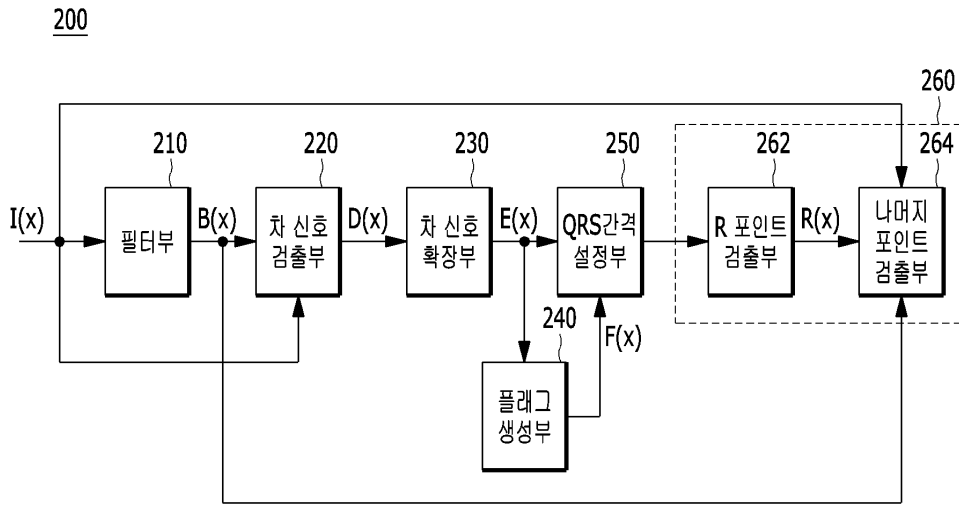 200
260
210
220
230
250
262
264
I(x)
필터부
B(x)
차 신호
검출부
D(x)
차 신호
확장부
E(x)
QRS간격
설정부
R 포인트
검출부
R(x)
나머지
포인트
검출부
240
F(x)
플래그
생성부